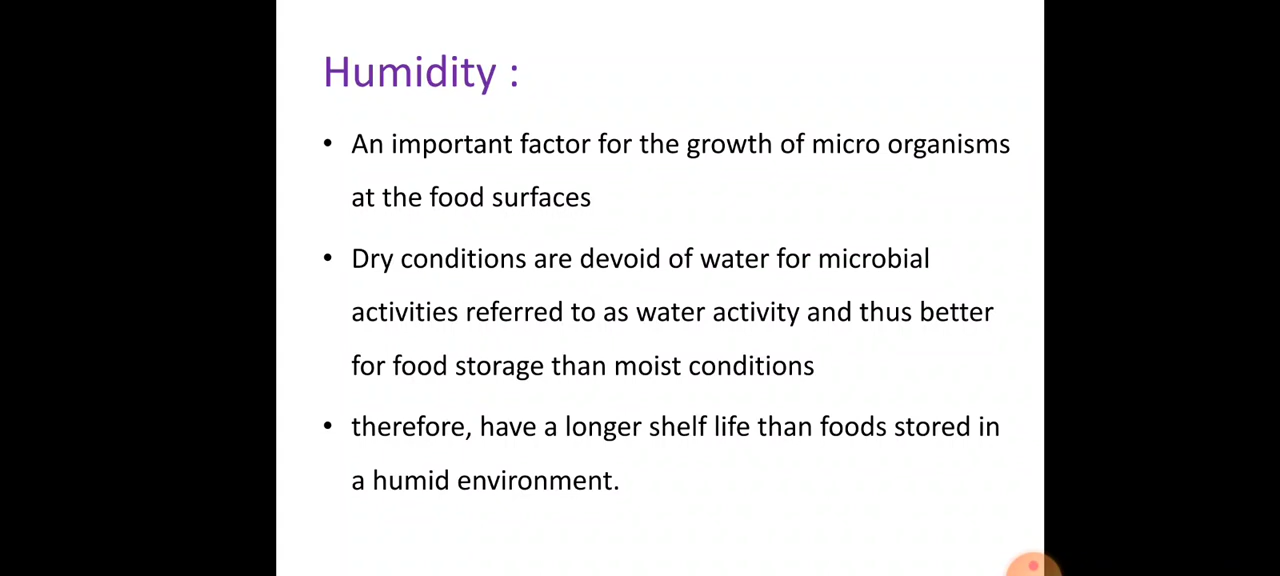 Humidity :
• An important factor for the growth of micro organisms
at the food surfaces
• Dry conditions are devoid of water for microbial
activities referred to as water activity and thus better
for food storage than moist conditions
• therefore, have a longer shelf life than foods stored in
a humid environment.